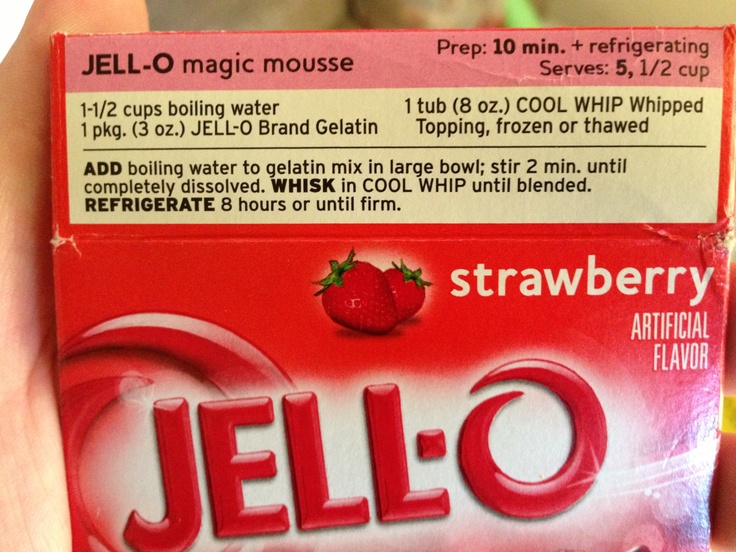 JELL-O magic mousse
Prep: 10 min. + refrigerating
Serves: 5, 1/2 cup
1-1/2 cups boiling water
1 pkg. (3 oz.) JELL-O Brand Gelatin
1 tub (8 oz.) COOL WHIP Whipped
Topping, frozen or thawed
ADD boiling water to gelatin mix in large bowl; stir 2 min. until
completely dissolved. WHISK in COOL WHIP until blended.
REFRIGERATE 8 hours or until firm.
strawberry
ARTIFICIAL
FLAVOR
JELL-O